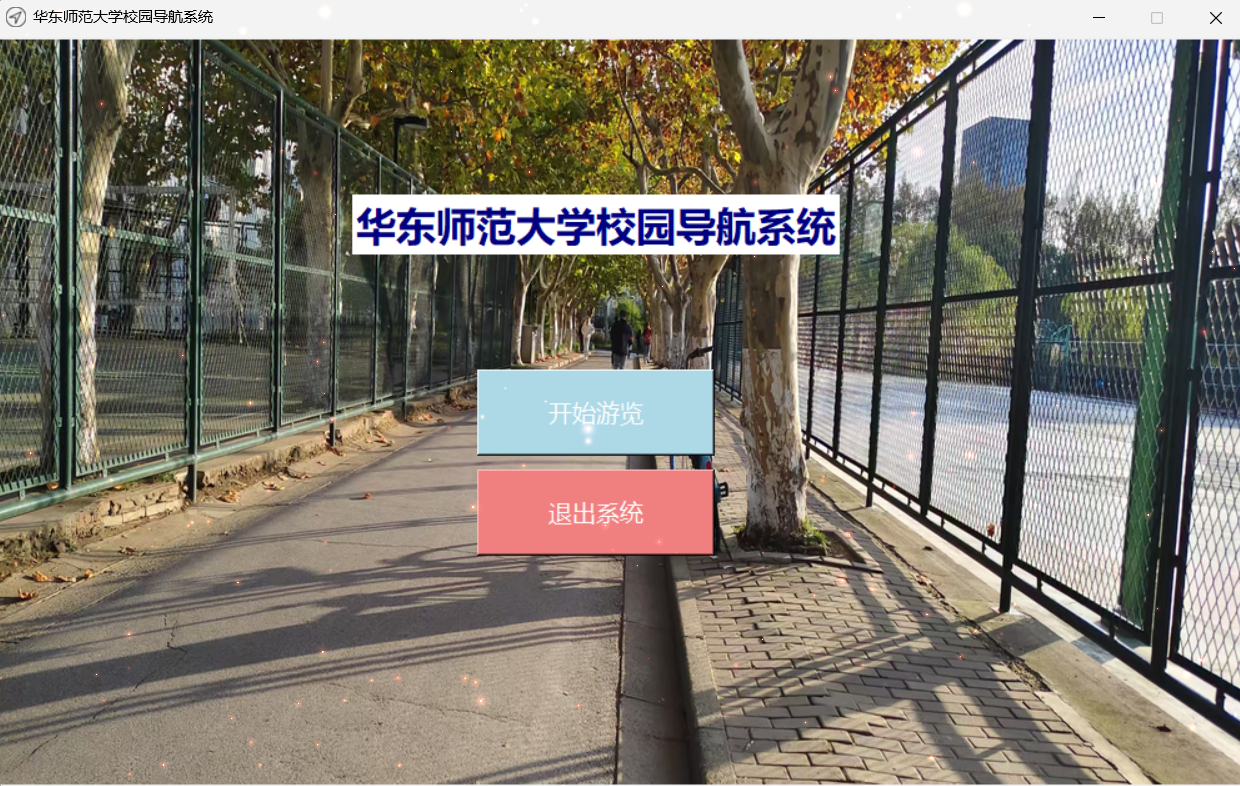 华东师范大学校园导航系统
华东师范大学校园导航系统
开始游览
退出系统